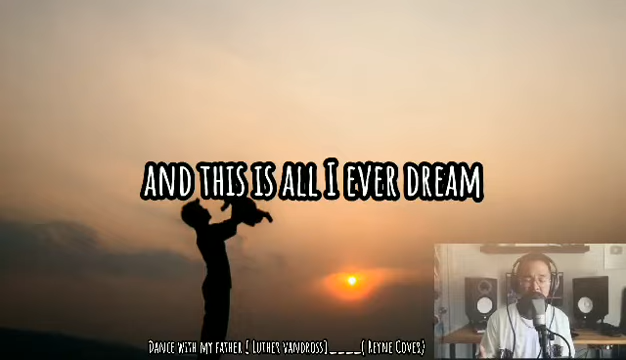 AND THIS IS ALL I EVER DREAM
DANCE WITH MY FATHER [ LUTHER VANDROSS]____( REYNE COVER)